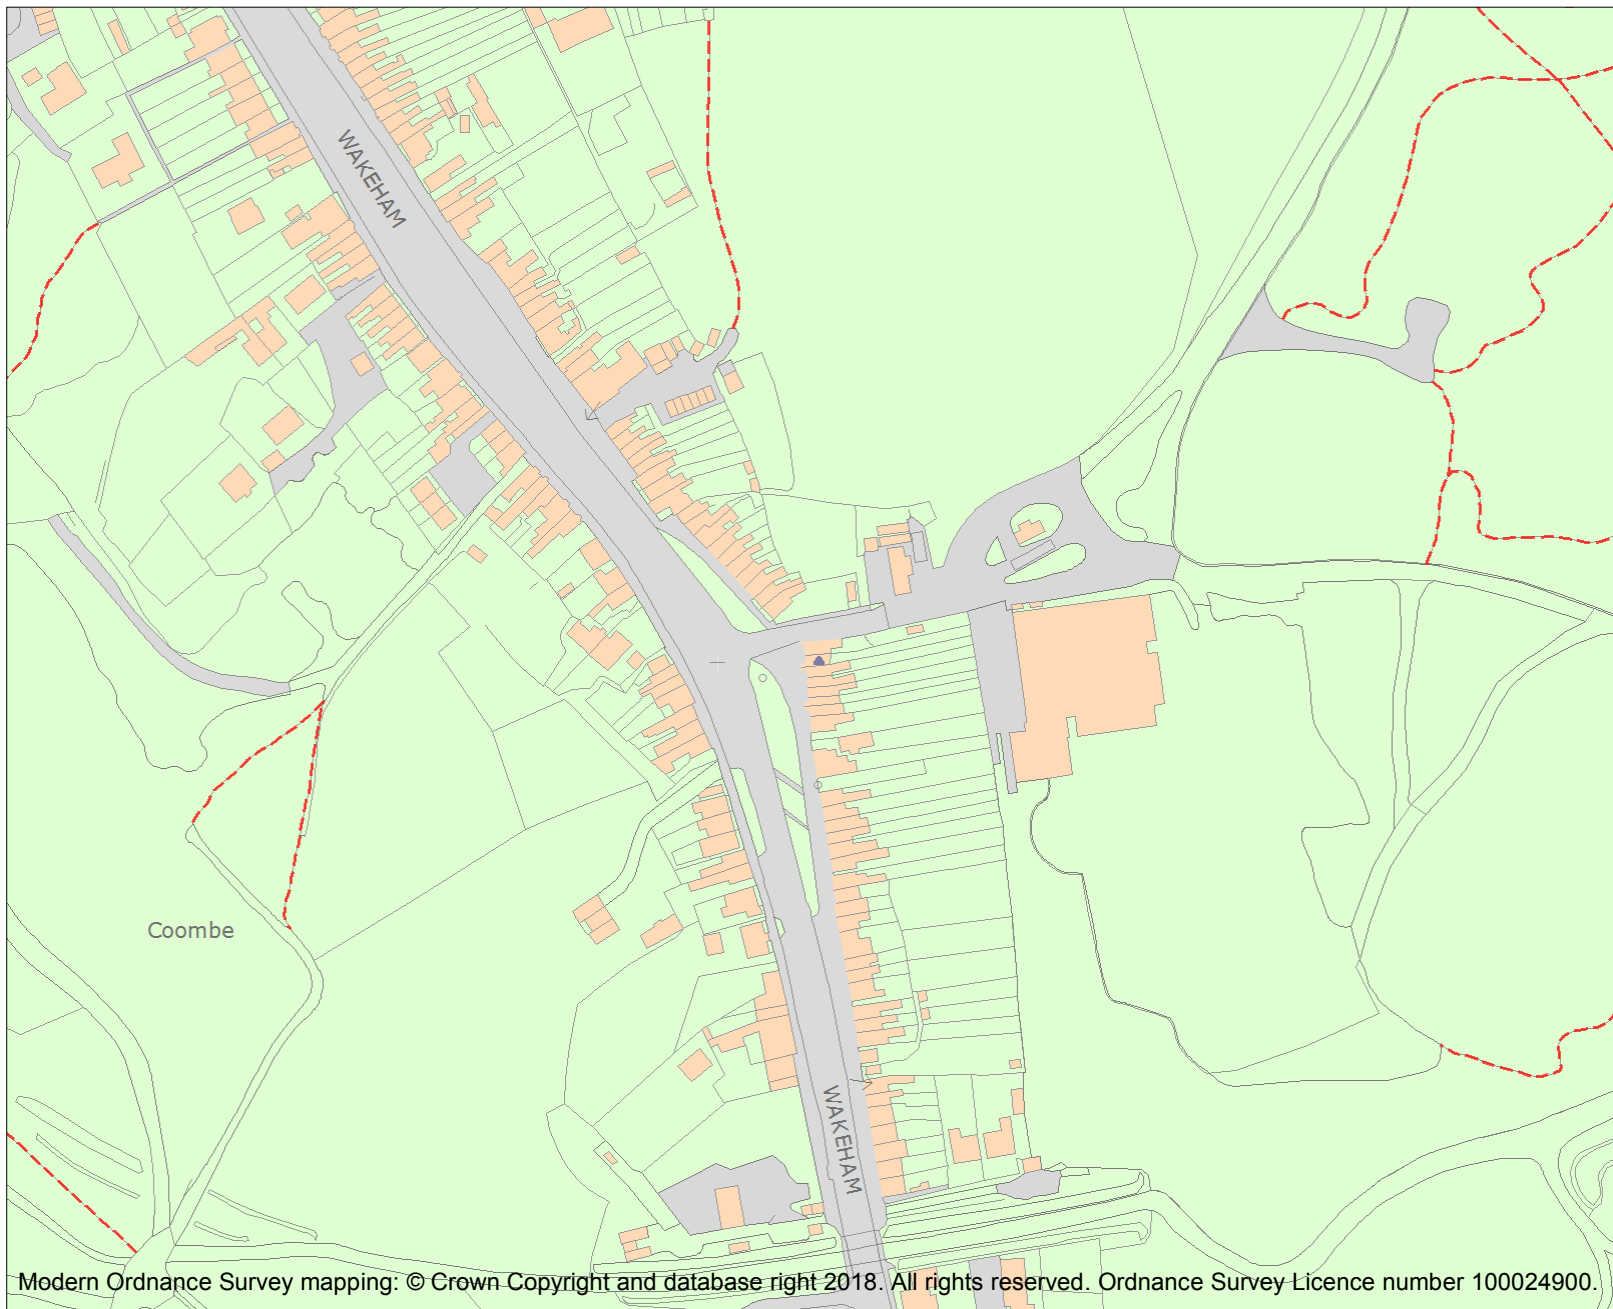 WAKEHAM
Coombe
WAKEHAM
Modern Ordnance Survey mapping: © Crown Copyright and database right 2018. All rights reserved. Ordnance Survey Licence number 100024900.